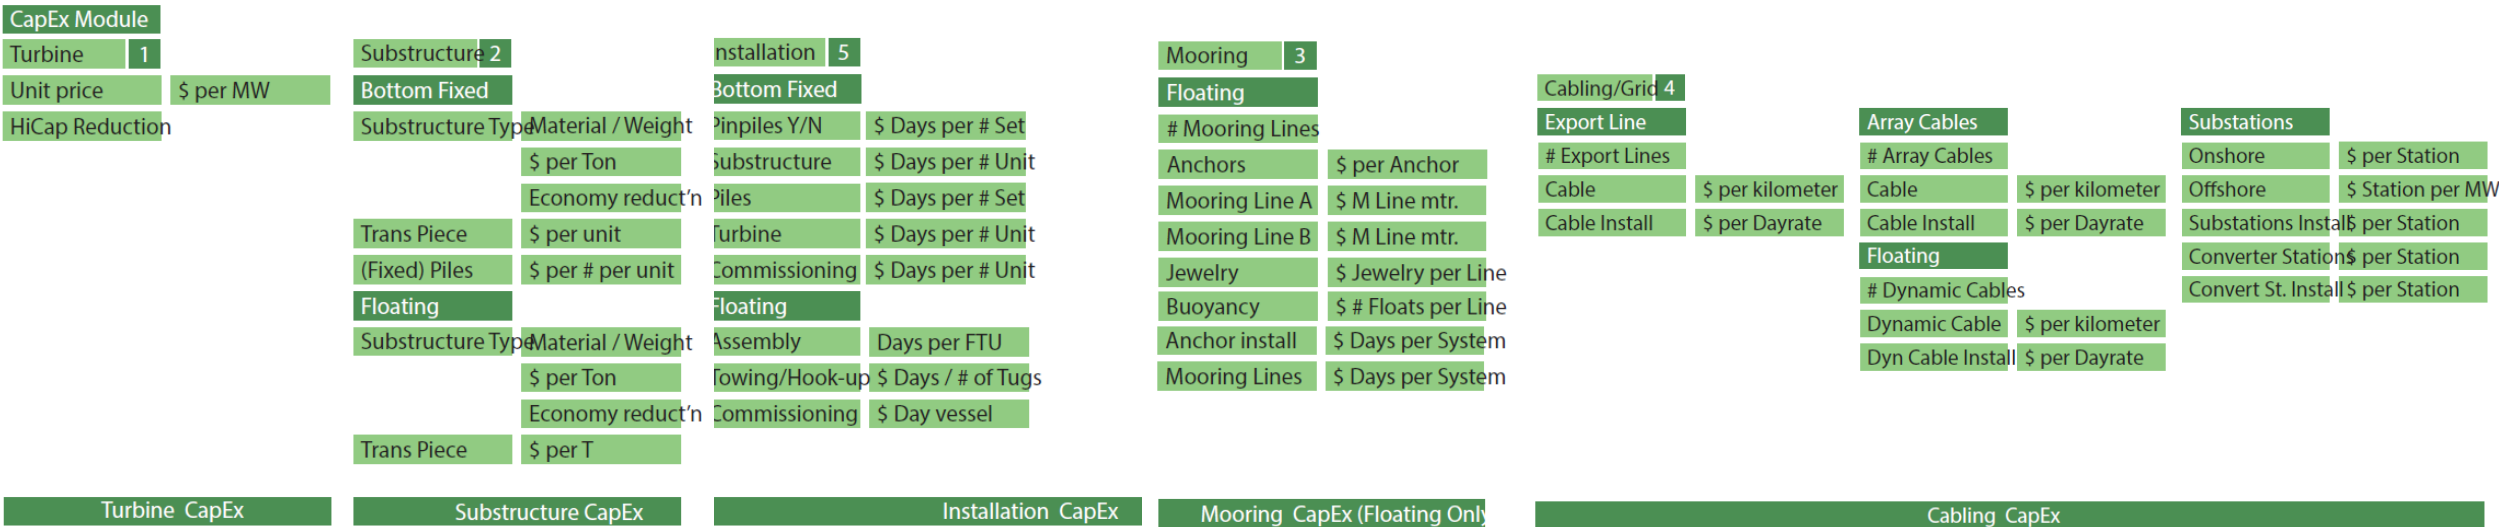 CapEx Module
Turbine 1
Unit price $ per MW
HiCap Reduction
Turbine CapEx
Substructure 2
Bottom Fixed
Substructure Type Material / Weight
$ per Ton
Economy reduct’n
Trans Piece $ per unit
(Fixed) Piles $ per # per unit
Floating
Substructure Type Material / Weight
$ per Ton
Economy reduct’n
Trans Piece $ per T
Substructure CapEx
nstallation 5
Bottom Fixed
Pinpiles Y/N $ Days per # Set
Substructure $ Days per # Unit
Piles $ Days per # Set
Turbine $ Days per # Unit
Commissioning $ Days per # Unit
Floating
Assembly Days per FTU
Towing/Hook-up $ Days / # of Tugs
Commissioning $ Day vessel
Installation CapEx
Mooring 3
Floating
# Mooring Lines
Anchors $ per Anchor
Mooring Line A $ M Line mtr.
Mooring Line B $ M Line mtr.
Jewelry $ Jewelry per Line
Buoyancy $ # Floats per Line
Anchor install $ Days per System
Mooring Lines $ Days per System
Mooring CapEx (Floating Only
Cabling/Grid 4
Export Line
# Export Lines
Cable $ per kilometer
Cable Install $ per Dayrate
Array Cables
# Array Cables
Cable $ per kilometer
Cable Install $ per Dayrate
Floating
# Dynamic Cables
Dynamic Cable $ per kilometer
Dyn Cable Install $ per Dayrate
Substations
Onshore $ per Station
Offshore $ Station per MW
Substations Install $ per Station
Converter Stations $ per Station
Convert St. Install $ per Station
Cabling CapEx